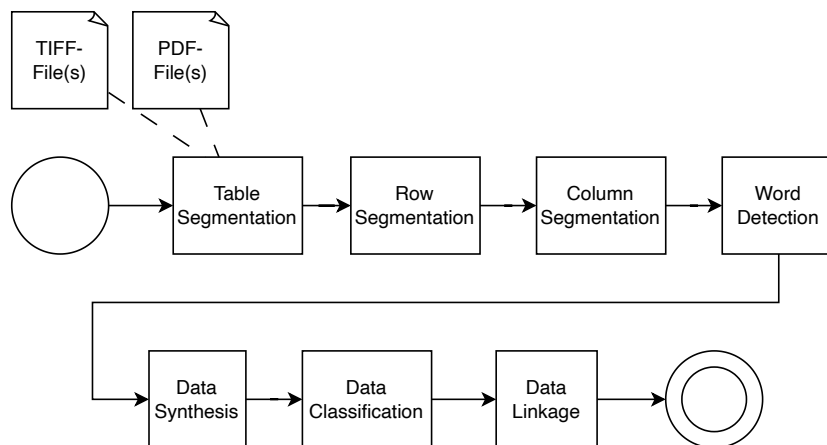 TIFF-
File(s)
PDF-
File(s)
Table
Segmentation
Row
Segmentation
Column
Segmentation
Word
Detection
Data
Synthesis
Data
Classification
Data
Linkage